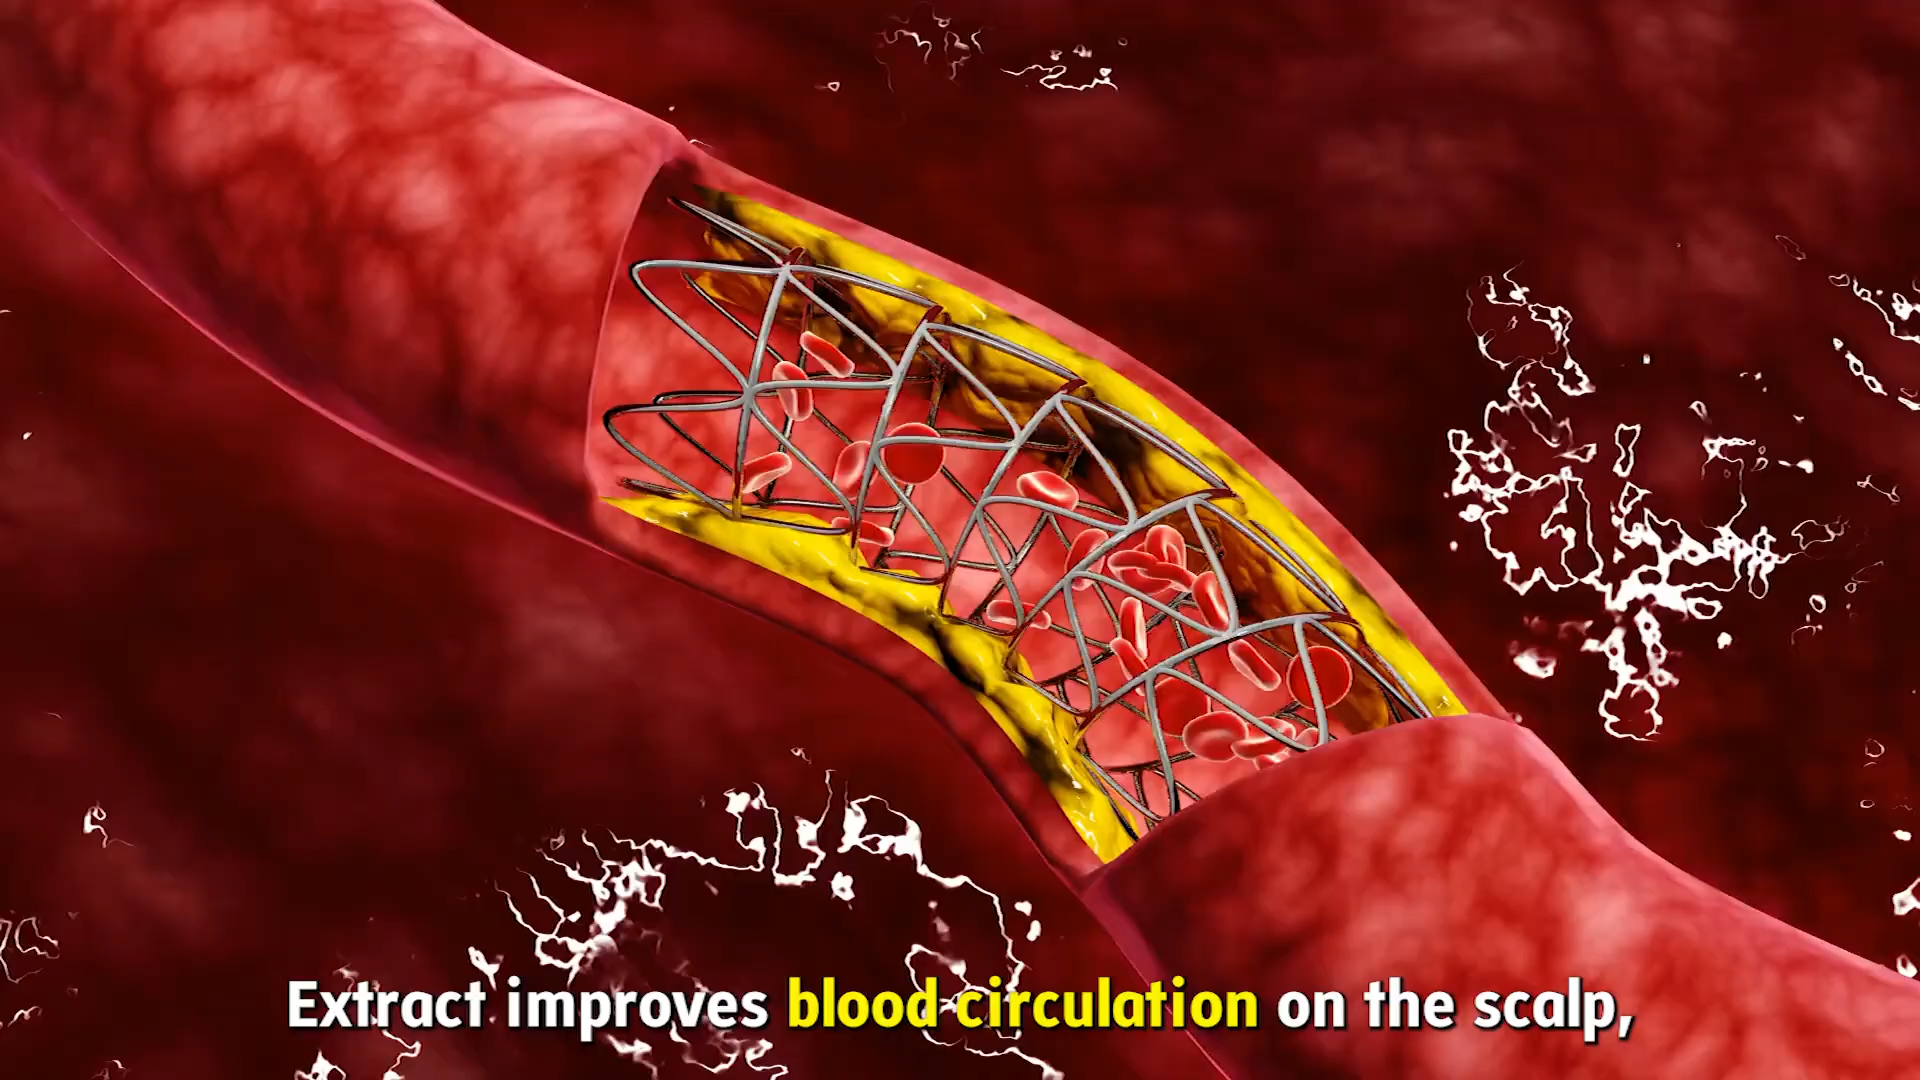 Extract improves blood circulation on the scalp,